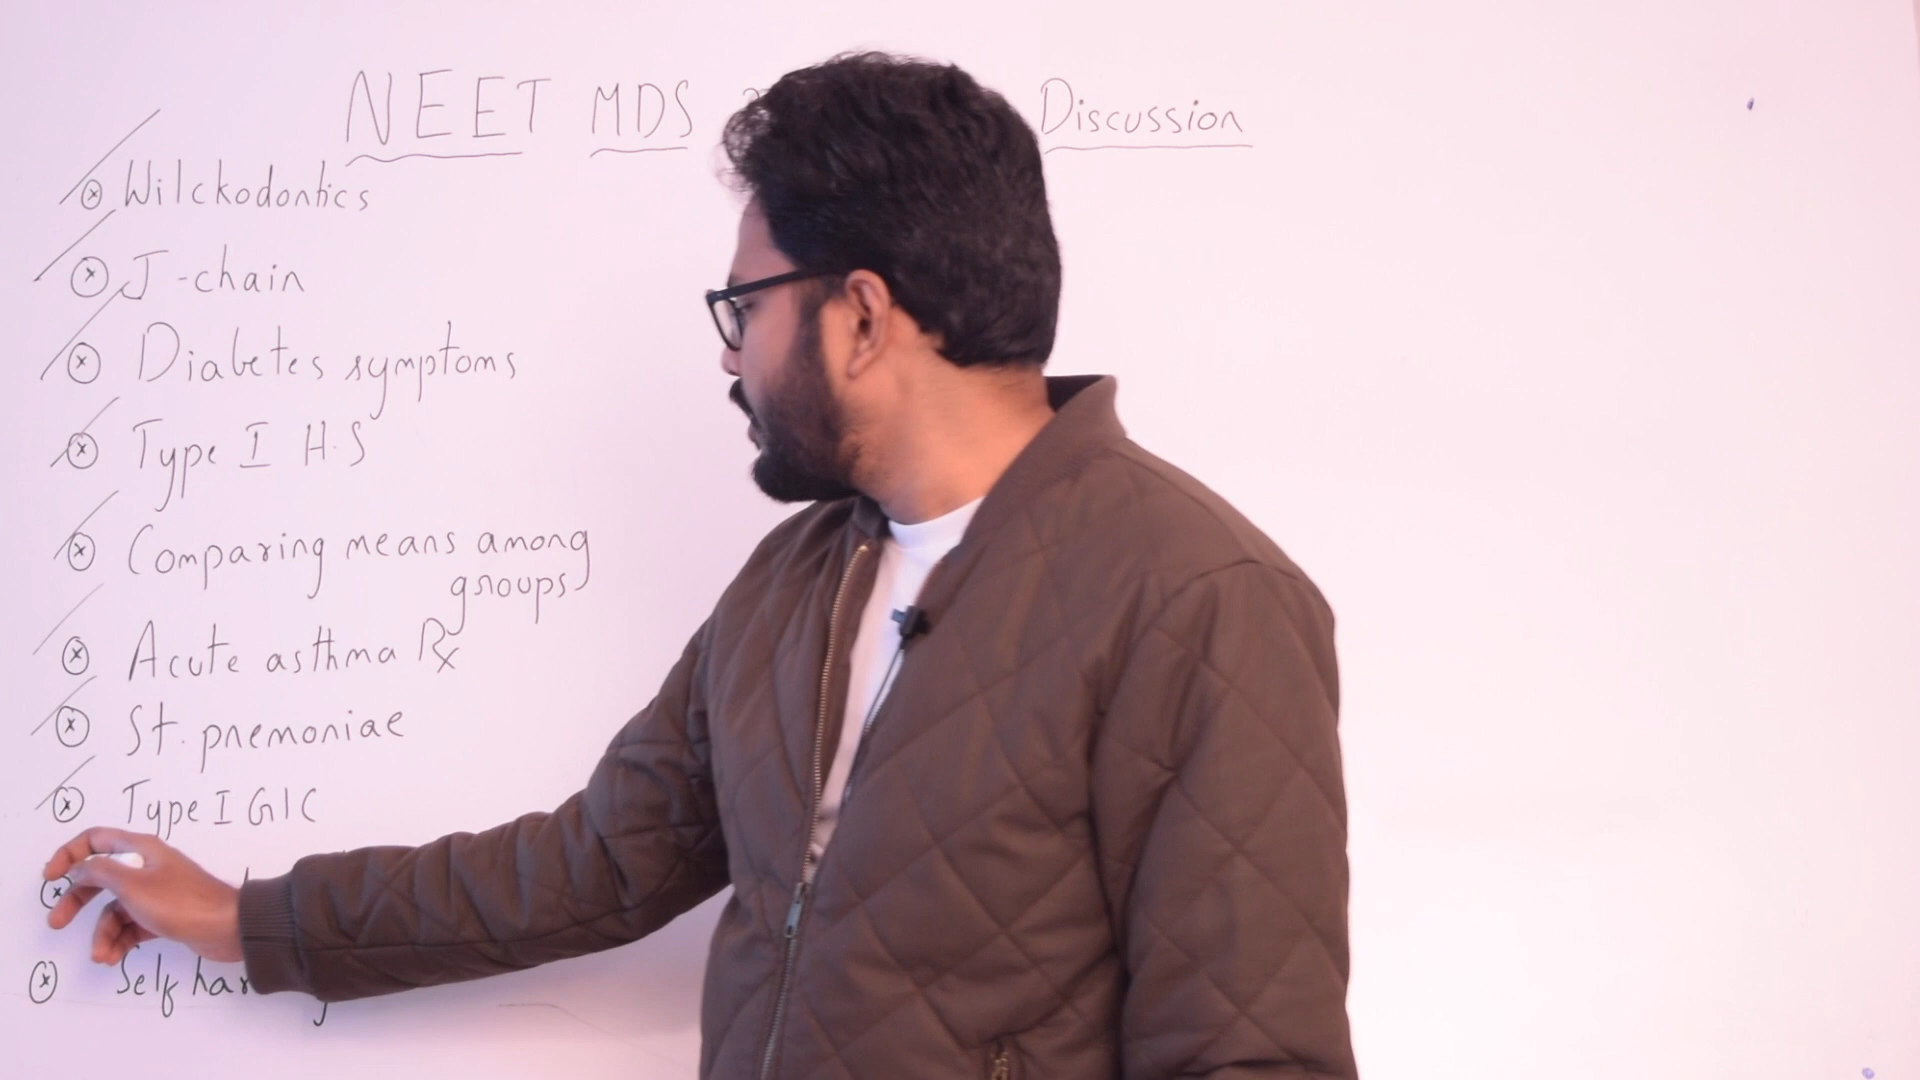 NEET MDS Discussion
Wilckodontics
J-chain
Diabetes symptoms
Type I H.S
Comparing means among
groups
Acute asthma Rx
St. pnemoniae
Type I GIC
Self